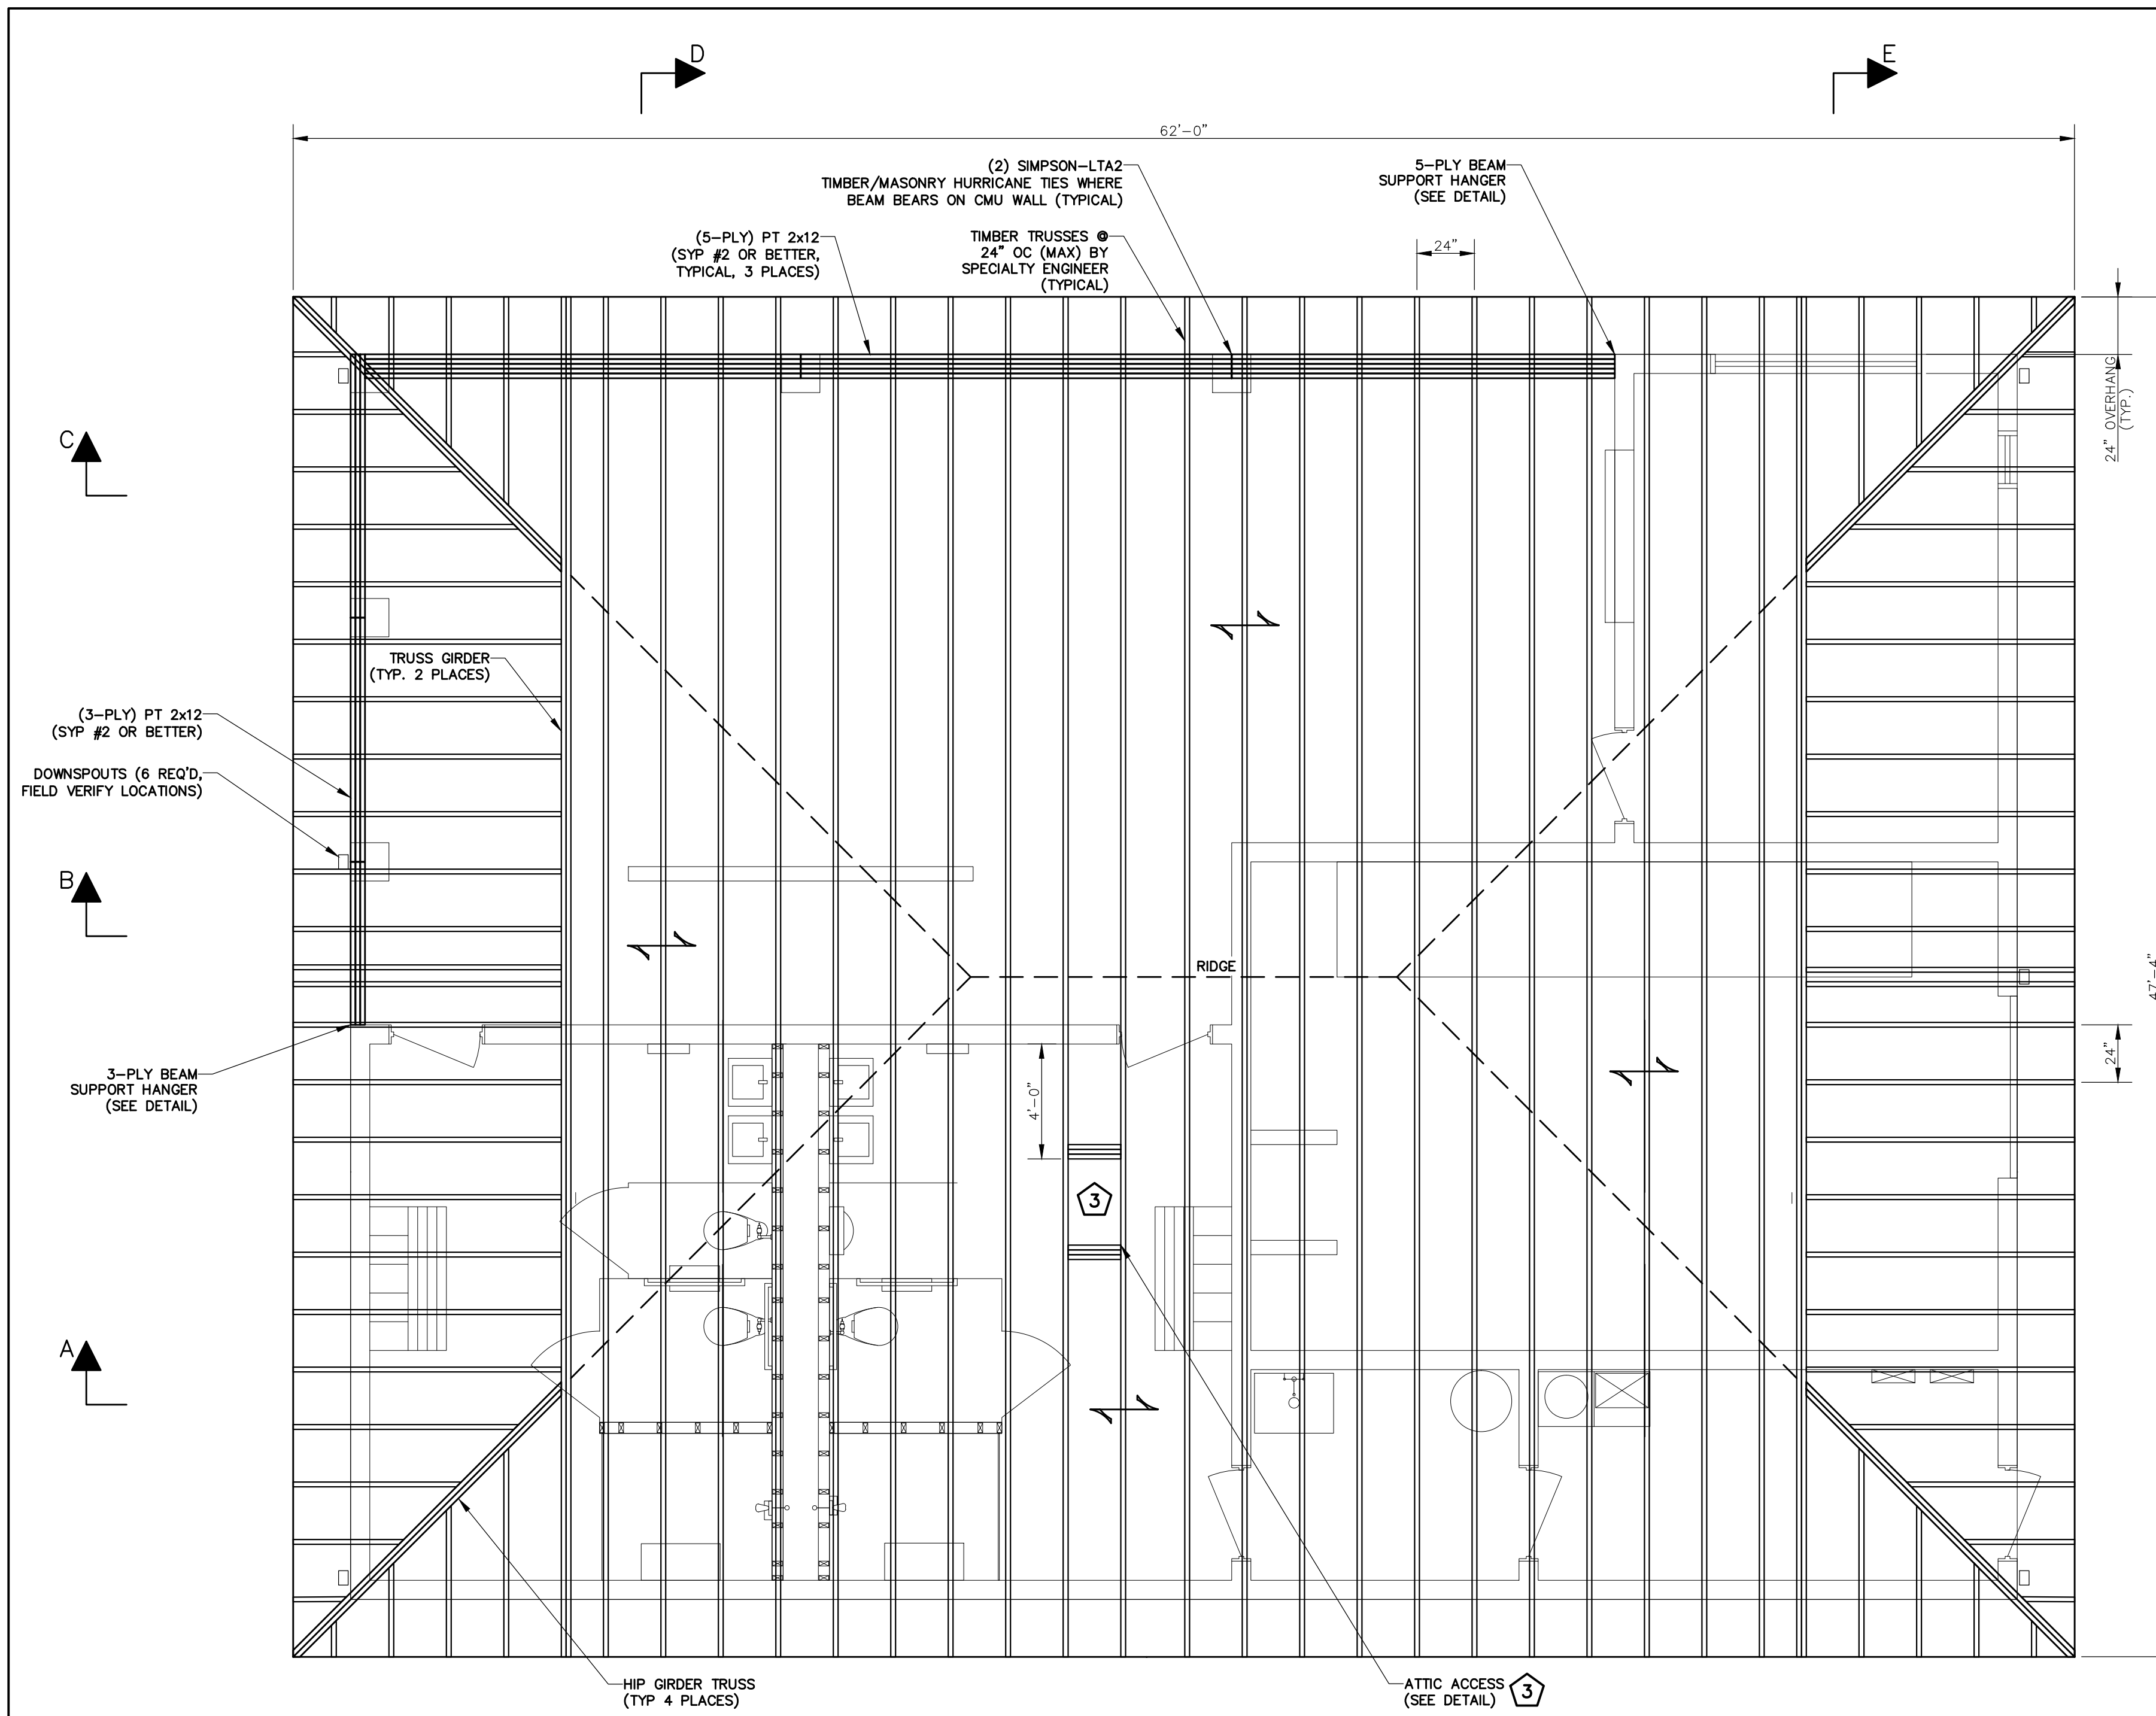 D
E
62'-0"
(2) SIMPSON-LTA2
TIMBER/MASONRY HURRICANE TIES WHERE
BEAM BEARS ON CMU WALL (TYPICAL)
5-PLY BEAM
SUPPORT HANGER
(SEE DETAIL)
(5-PLY) PT 2x12
(SYP #2 OR BETTER,
TYPICAL, 3 PLACES)
TIMBER TRUSSES @
24" OC (MAX) BY
SPECIALTY ENGINEER
(TYPICAL)
24"
24" OVERHANG
(TYP.)
C
TRUSS GIRDER
(TYP. 2 PLACES)
(3-PLY) PT 2x12
(SYP #2 OR BETTER)
DOWNSPOUTS (6 REQ'D,
FIELD VERIFY LOCATIONS)
B
RIDGE
47'-4"
24"
3-PLY BEAM
SUPPORT HANGER
(SEE DETAIL)
4'-0"
3
A
HIP GIRDER TRUSS
(TYP 4 PLACES)
ATTIC ACCESS
(SEE DETAIL)
3